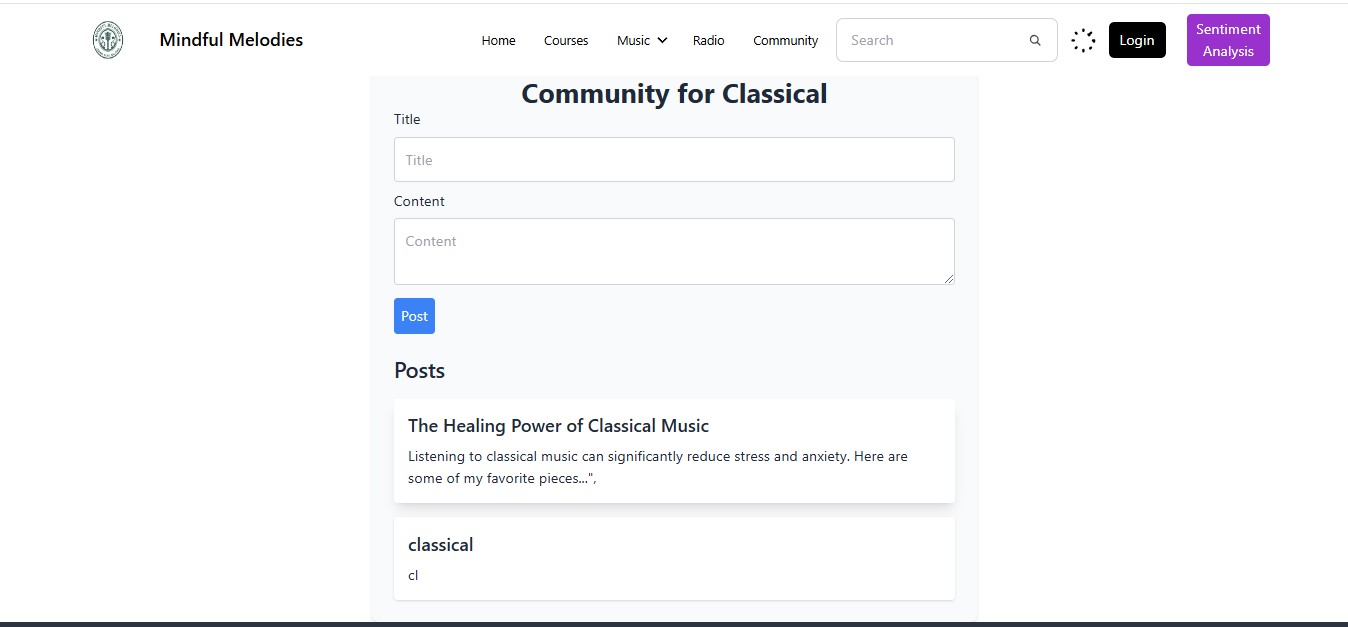 Mindful Melodies
Home Courses Music Radio Community Search Login Sentiment
Analysis
Community for Classical
Title
Title
Content
Content
Post
Posts
The Healing Power of Classical Music
Listening to classical music can significantly reduce stress and anxiety. Here are
some of my favorite pieces...",
classical
cl